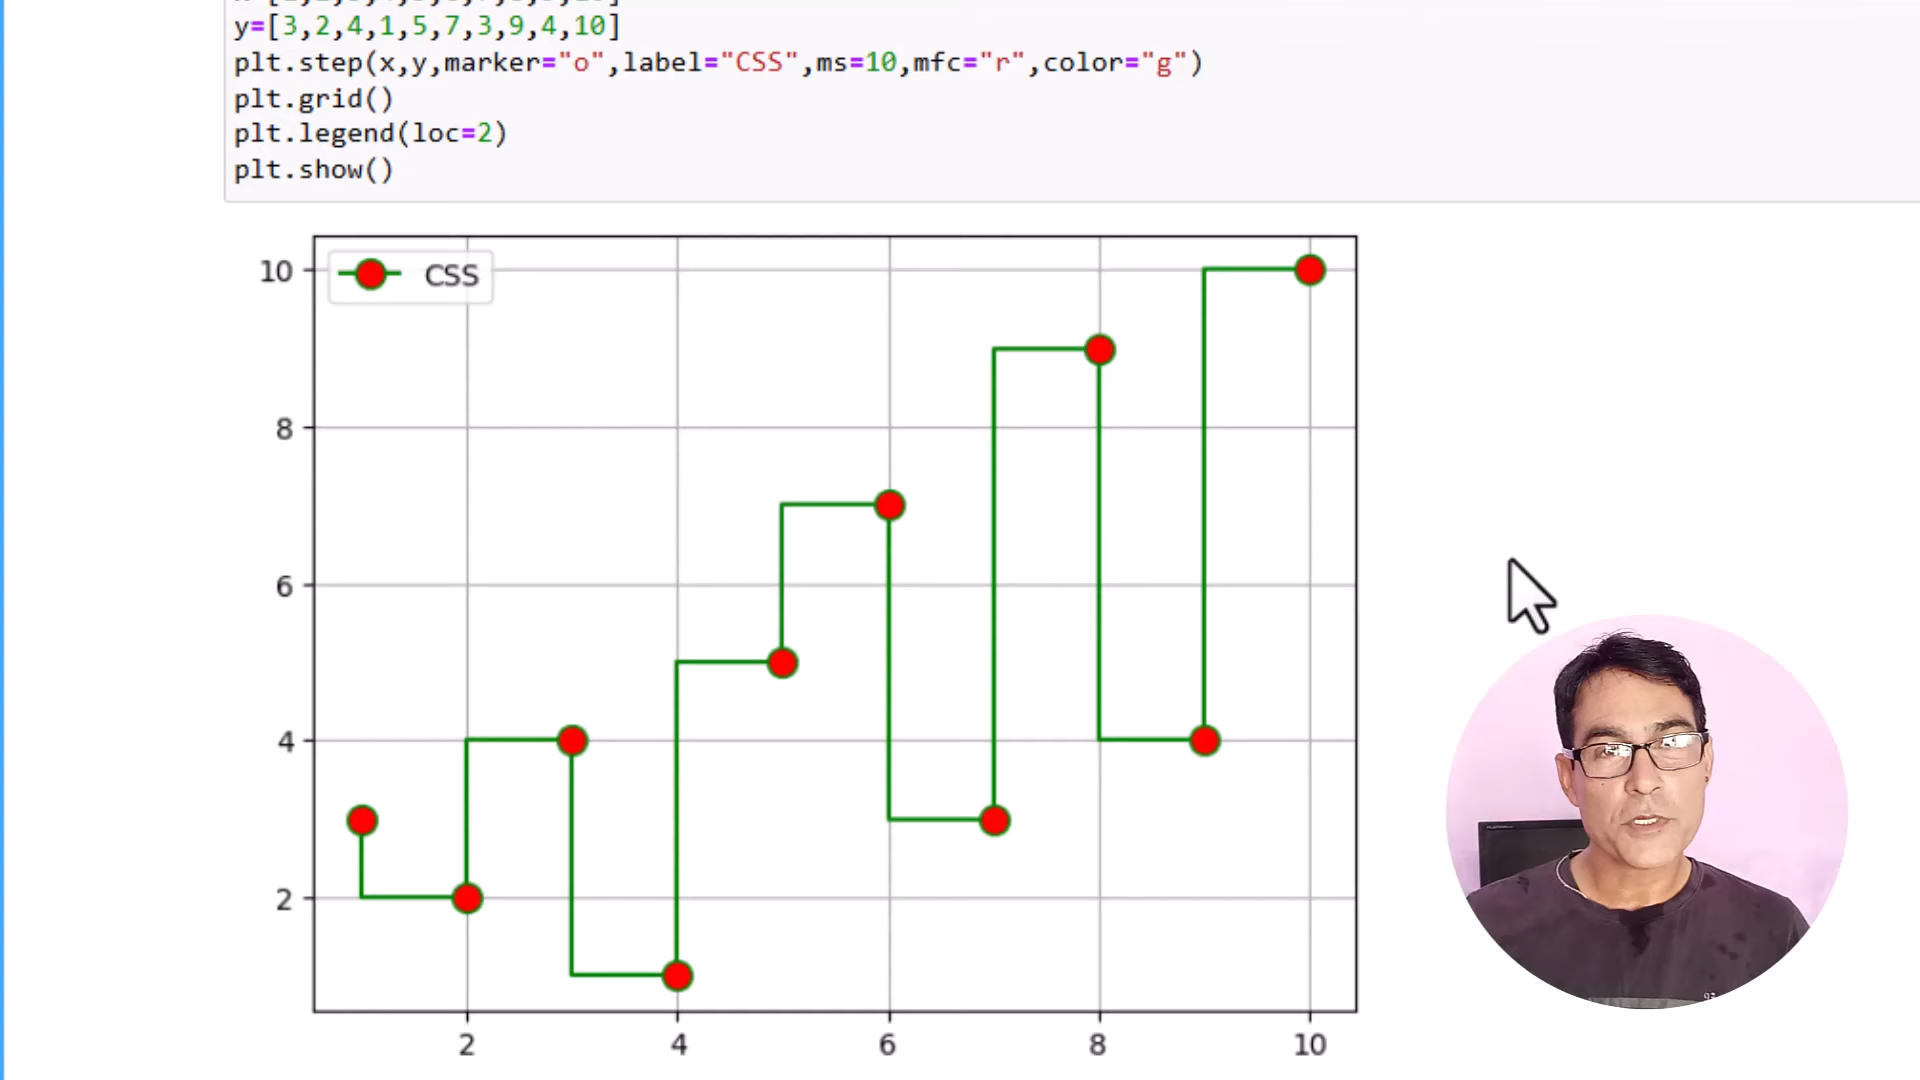 y=[3,2,4,1,5,7,3,9,4,10]
plt.step(x,y,marker="o",label="CSS",ms=10,mfc="r",color="g")
plt.grid()
plt.legend(loc=2)
plt.show()
CSS
10
8
6
4
2
2 4 6 8 10